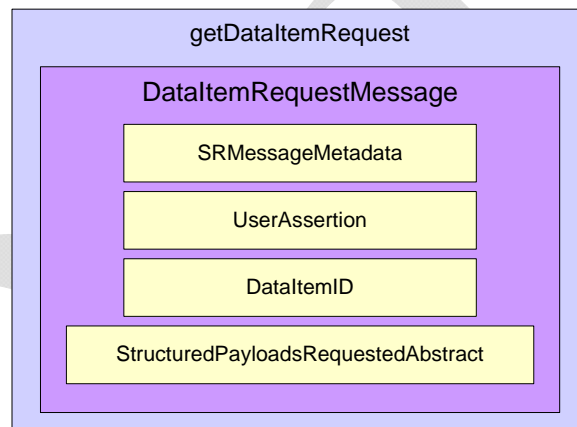 getDataItemRequest
DataItemRequestMessage
SRMessageMetadata
UserAssertion
DataItemID
StructuredPayloadsRequestedAbstract